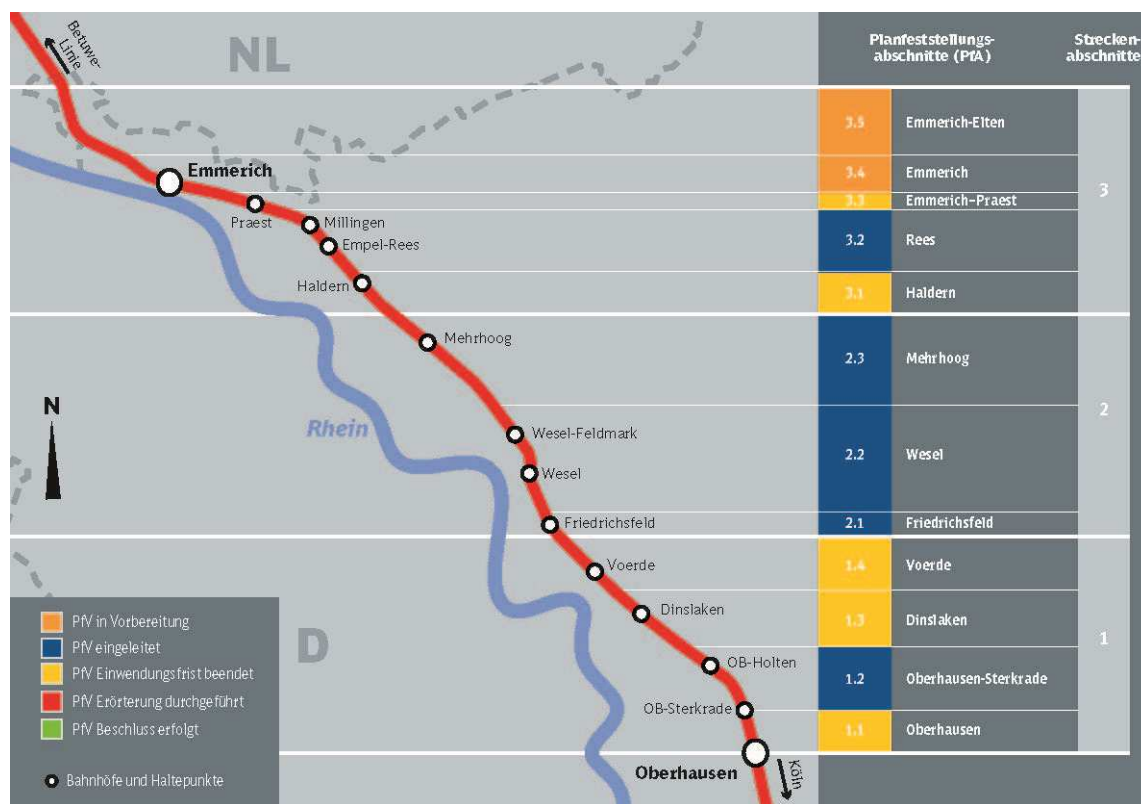 Betuwe-
Linie
NL
Emmerich
Praest
Millingen
Empel-Rees
Haldern
Mehrhoog
N
Rhein
Wesel-Feldmark
Wesel
Friedrichsfeld
Voerde
Dinslaken
D
OB-Holten
OB-Sterkrade
Oberhausen
Köln
PfV in Vorbereitung
PfV eingeleitet
PfV Einwendungsfrist beendet
PfV Erörterung durchgeführt
PfV Beschluss erfolgt
Bahnhöfe und Haltepunkte
Planfeststellungs-
abschnitte (PfA)
Strecken-
abschnitte
3.5 Emmerich-Elten
3.4 Emmerich
3.3 Emmerich-Praest
3.2 Rees
3.1 Haldern
3
2.3 Mehrhoog
2.2 Wesel
2.1 Friedrichsfeld
2
1.4 Voerde
1.3 Dinslaken
1.2 Oberhausen-Sterkrade
1.1 Oberhausen
1